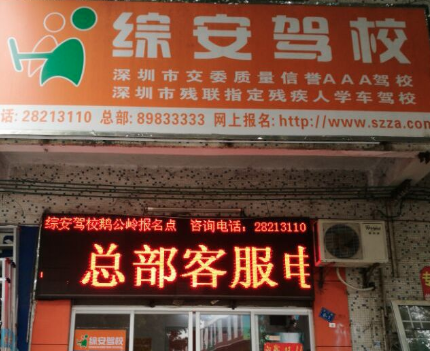 综安驾校
深圳市交委质量信誉AAA驾校
深圳市残联指定残疾人学车驾校
话: 28213110 总部: 89833333 网上报名: http://www.szza.com
综安驾校鹅公岭报名点 咨询电话: 28213110
总部客服电
综安驾校